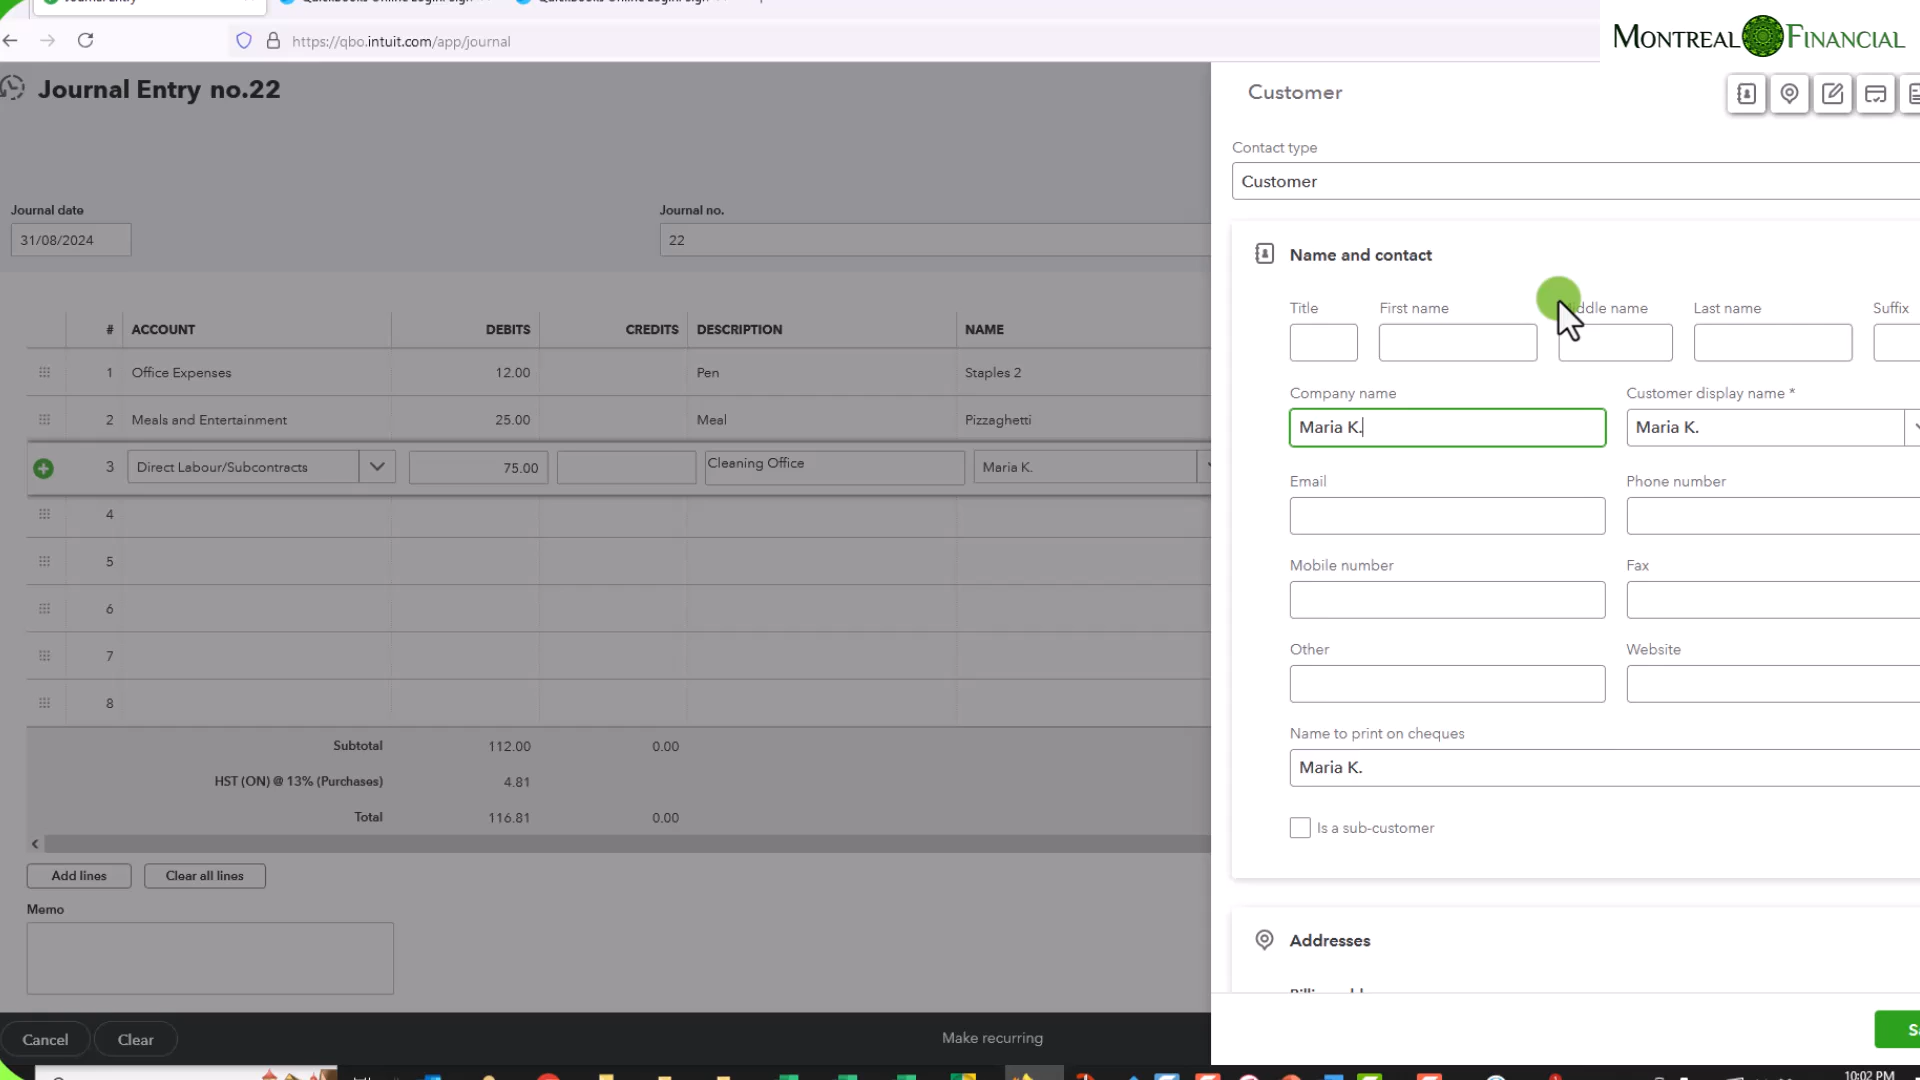 https://qbo.intuit.com/app/journal
MONTREAL FINANCIAL
Journal Entry no.22
Customer
Contact type
Customer
Journal date
31/08/2024
Journal no.
22
Name and contact
Title First name Middle name Last name Suffix
# ACCOUNT DEBITS CREDITS DESCRIPTION NAME
1 Office Expenses 12.00 Pen Staples 2
2 Meals and Entertainment 25.00 Meal Pizzaghetti
3 Direct Labour/Subcontracts 75.00 Cleaning Office Maria K.
4
5
6
7
8
Subtotal 112.00 0.00
HST (ON) @ 13% (Purchases) 4.81
Total 116.81 0.00
Add lines Clear all lines
Memo
Cancel Clear Make recurring
Company name Customer display name *
Maria K. Maria K.
Email Phone number
Mobile number Fax
Other Website
Name to print on cheques
Maria K.
Is a sub-customer
Addresses
10:02 PM